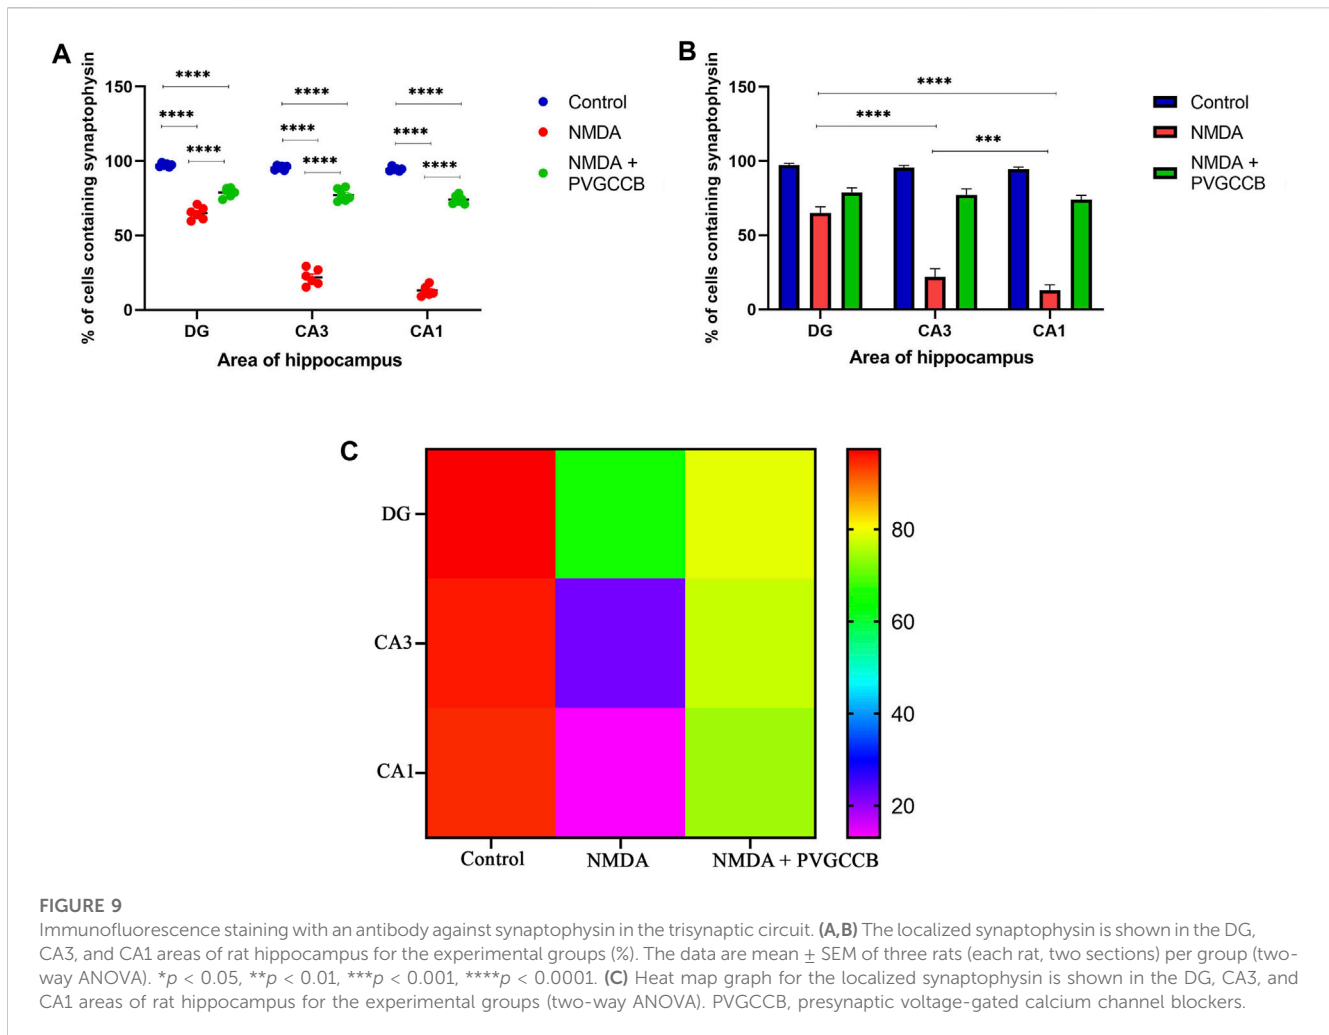 A
% of cells containing synaptophysin
150
100
50
0
****
****
****
****
****
****
****
****
****
DG
CA3
CA1
Area of hippocampus
Control
NMDA
NMDA +
PVGCCB
B
% of cells containing synaptophysin
150
100
50
0
****
****
***
DG
CA3
CA1
Area of hippocampus
Control
NMDA
NMDA +
PVGCCB
C
DG
CA3
CA1
Control
NMDA
NMDA + PVGCCB
80
60
40
20
FIGURE 9
Immunofluorescence staining with an antibody against synaptophysin in the trisynaptic circuit. (A,B) The localized synaptophysin is shown in the DG,
CA3, and CA1 areas of rat hippocampus for the experimental groups (%). The data are mean ± SEM of three rats (each rat, two sections) per group (two-
way ANOVA). *p < 0.05, **p < 0.01, ***p < 0.001, ****p < 0.0001. (C) Heat map graph for the localized synaptophysin is shown in the DG, CA3, and
CA1 areas of rat hippocampus for the experimental groups (two-way ANOVA). PVGCCB, presynaptic voltage-gated calcium channel blockers.